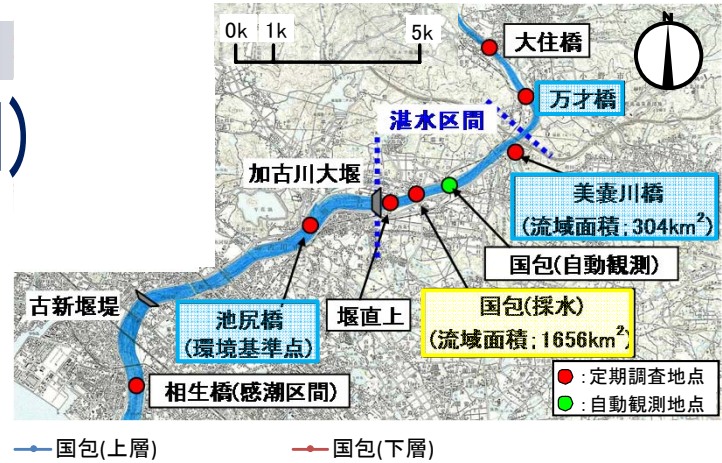 )
0k 1k 5k
N
大住橋
万才橋
湛水区間
加古川大堰
美嚢川橋
(流域面積;304km²)
国包(自動観測)
古新堰堤
池尻橋
(環境基準点)
堰直上
国包(採水)
(流域面積;1656km²)
相生橋(感潮区間)
:定期調査地点
:自動観測地点
国包(上層) 国包(下層)